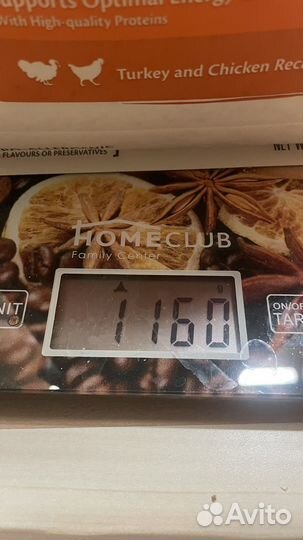 Supports Optimal Energy
With High-quality Proteins
Turkey and Chicken Rec
FLAVOURS OR PRESERVATIVES
NET W
HOMECLUB
Family Center
g
1160
NIT
ON/OF
TAR
Avito